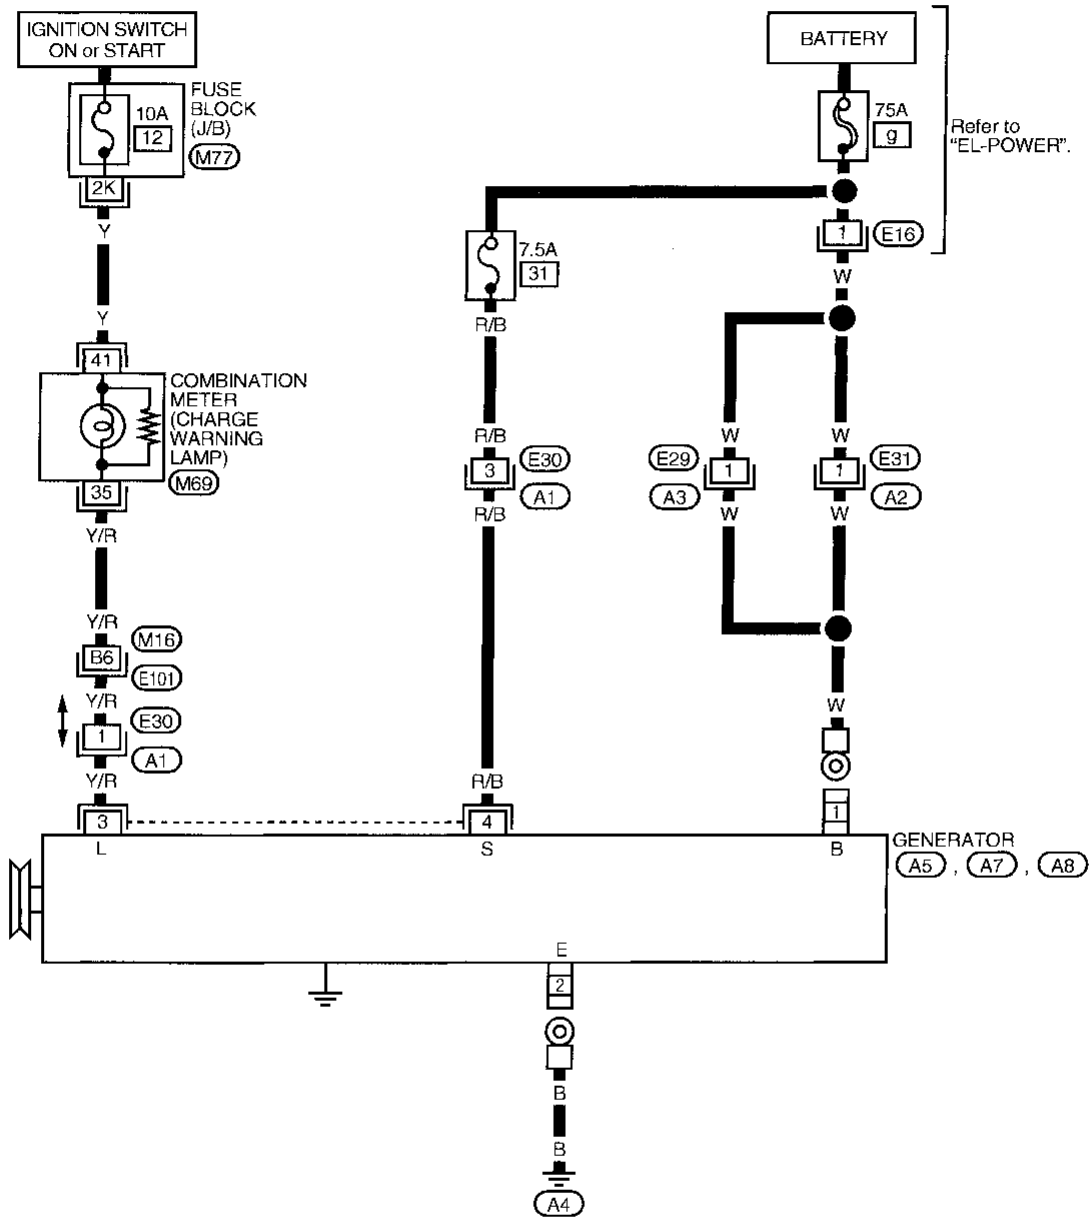 IGNITION SWITCH
ON or START
BATTERY
10A
12
FUSE
BLOCK
(J/B)
M77
2K
Y
Y
75A
g
Refer to
"EL-POWER".
1
E16
W
7.5A
31
R/B
41
COMBINATION
METER
(CHARGE
WARNING
LAMP)
M69
35
Y/R
R/B
3
E30
A1
R/B
W
E29
1
A3
W
W
1
E31
A2
W
Y/R
B6
M16
E101
Y/R
1
E30
A1
Y/R
R/B
W
3
4
1
L
S
B
GENERATOR
A5 , A7 , A8
E
2
B
B
A4